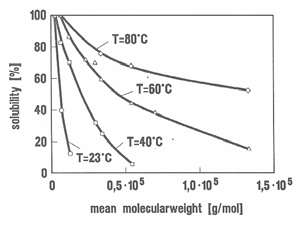 100
80
60
40
20
0
solubility [%]
T=80°C
T=60°C
T=40°C
T=23°C
0 0,5·10⁵ 1,0·10⁵ 1,5·10⁵
mean molecularweight [g/mol]